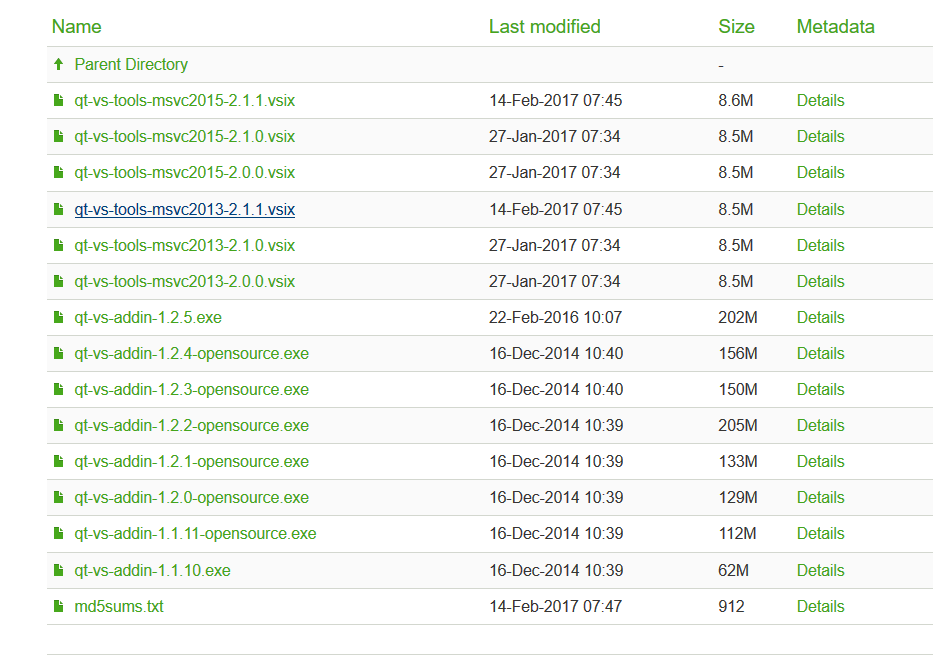 Name Last modified Size Metadata
Parent Directory -
qt-vs-tools-msvc2015-2.1.1.vsix 14-Feb-2017 07:45 8.6M Details
qt-vs-tools-msvc2015-2.1.0.vsix 27-Jan-2017 07:34 8.5M Details
qt-vs-tools-msvc2015-2.0.0.vsix 27-Jan-2017 07:34 8.5M Details
qt-vs-tools-msvc2013-2.1.1.vsix 14-Feb-2017 07:45 8.5M Details
qt-vs-tools-msvc2013-2.1.0.vsix 27-Jan-2017 07:34 8.5M Details
qt-vs-tools-msvc2013-2.0.0.vsix 27-Jan-2017 07:34 8.5M Details
qt-vs-addin-1.2.5.exe 22-Feb-2016 10:07 202M Details
qt-vs-addin-1.2.4-opensource.exe 16-Dec-2014 10:40 156M Details
qt-vs-addin-1.2.3-opensource.exe 16-Dec-2014 10:40 150M Details
qt-vs-addin-1.2.2-opensource.exe 16-Dec-2014 10:39 205M Details
qt-vs-addin-1.2.1-opensource.exe 16-Dec-2014 10:39 133M Details
qt-vs-addin-1.2.0-opensource.exe 16-Dec-2014 10:39 129M Details
qt-vs-addin-1.1.11-opensource.exe 16-Dec-2014 10:39 112M Details
qt-vs-addin-1.1.10.exe 16-Dec-2014 10:39 62M Details
md5sums.txt 14-Feb-2017 07:47 912 Details